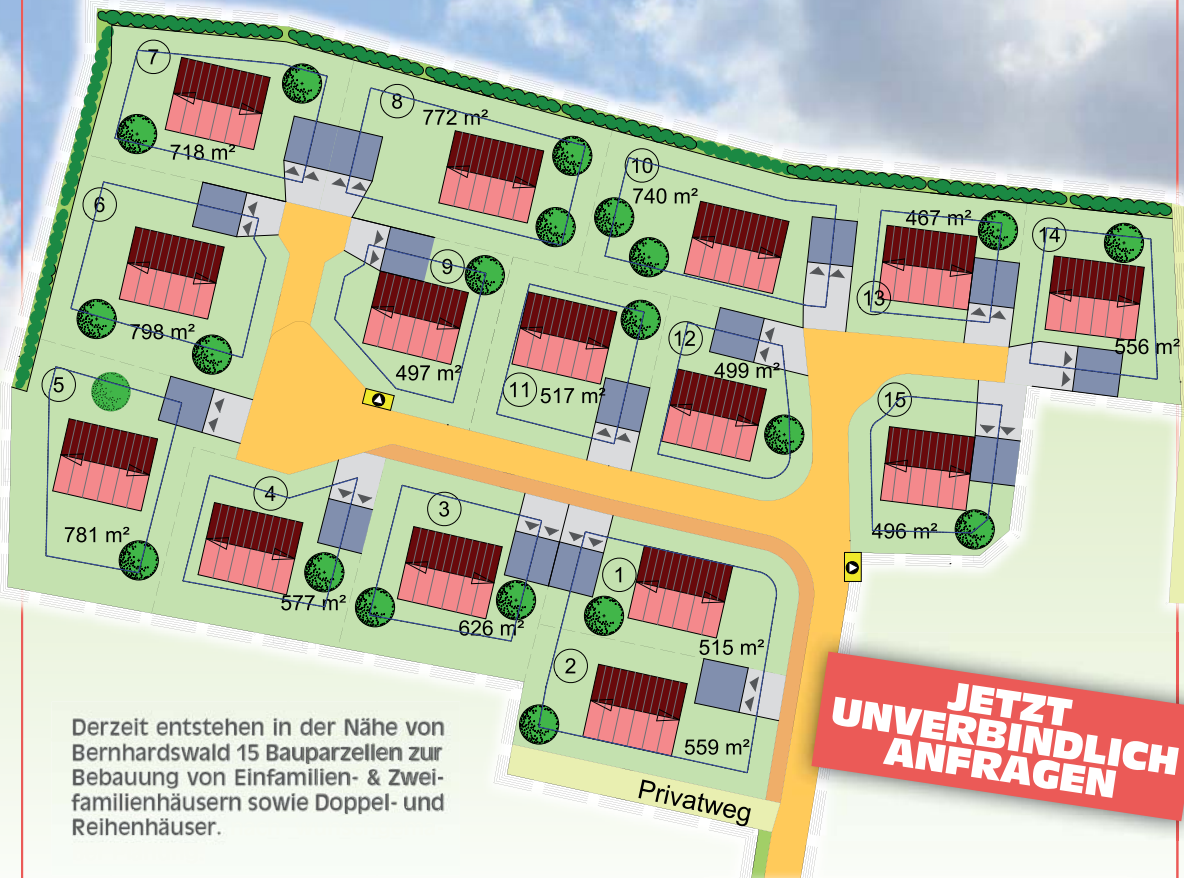 7
8
772 m²
718 m²
10
740 m²
6
467 m²
14
9
13
798 m²
12
556 m²
497 m²
499 m²
5
11
517 m²
15
4
3
781 m²
496 m²
1
577 m²
626 m²
515 m²
2
559 m²
Privatweg
JETZT
UNVERBINDLICH
ANFRAGEN
Derzeit entstehen in der Nähe von
Bernhardswald 15 Bauparzellen zur
Bebauung von Einfamilien- & Zwei-
familienhäusern sowie Doppel- und
Reihenhäuser.